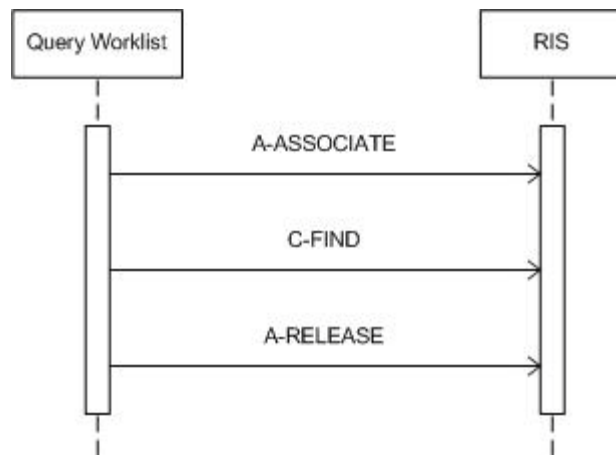 Query Worklist
RIS
A-ASSOCIATE
C-FIND
A-RELEASE